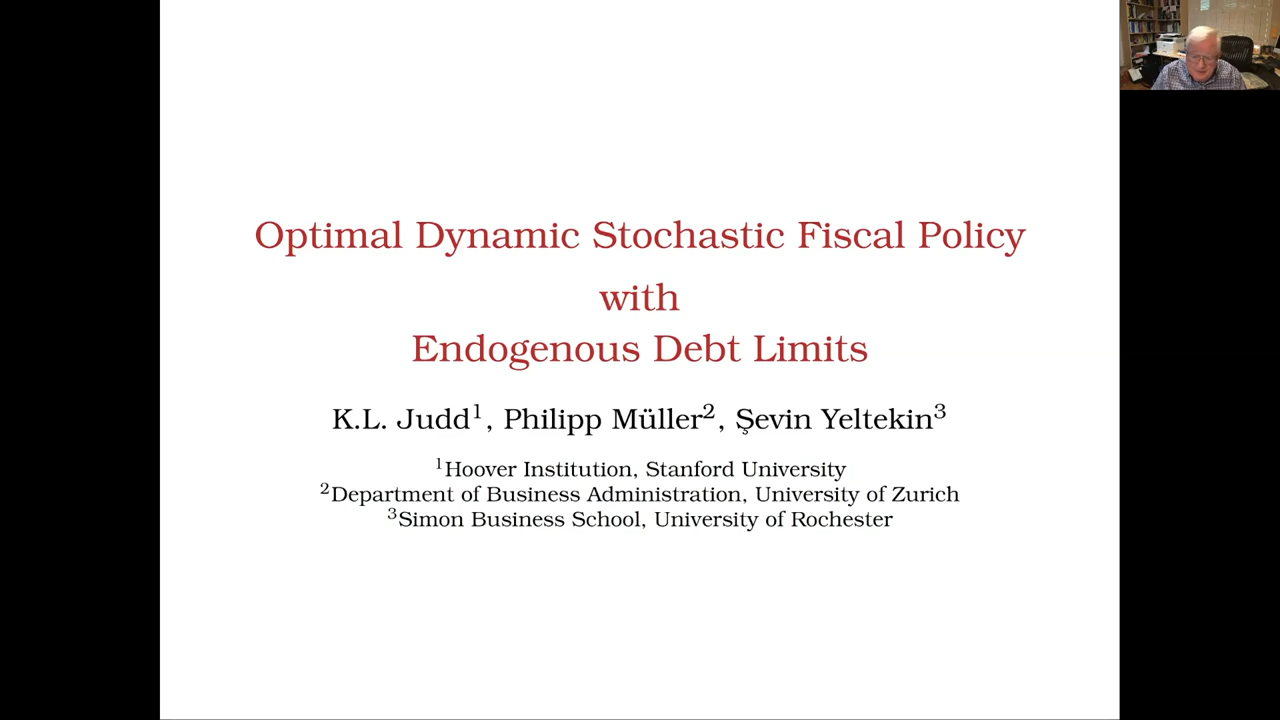 Optimal Dynamic Stochastic Fiscal Policy
with
Endogenous Debt Limits
K.L. Judd¹, Philipp Müller², Şevin Yeltekin³
¹Hoover Institution, Stanford University
²Department of Business Administration, University of Zurich
³Simon Business School, University of Rochester